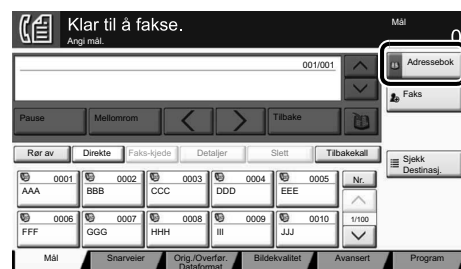 Klar til å fakse.
Angi mål.
Mål
0
001/001
Adressebok
Faks
Pause
Mellomrom
Tilbake
Rør av
Direkte
Faks-kjede
Detaljer
Slett
Tilbakekall
Sjekk
Destinasj.
0001
AAA
0002
BBB
0003
CCC
0004
DDD
0005
EEE
Nr.
0006
FFF
0007
GGG
0008
HHH
0009
III
0010
JJJ
1/100
Mål
Snarveier
Orig./Overfør.
Dataformat
Bildekvalitet
Avansert
Program